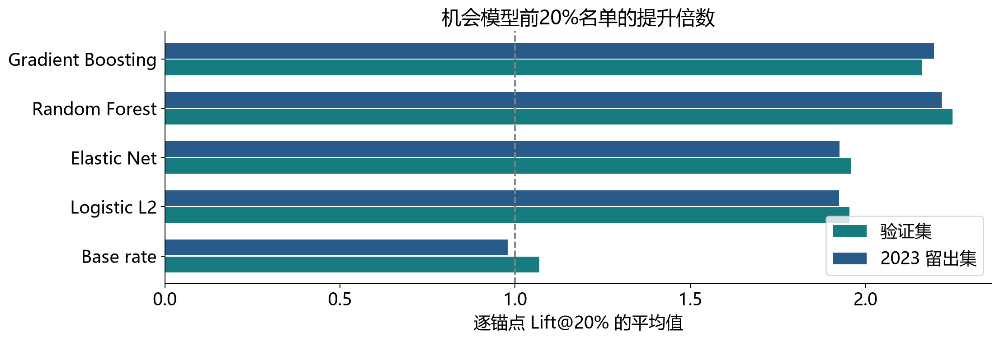 机会模型前20%名单的提升倍数
Gradient Boosting
Random Forest
Elastic Net
Logistic L2
Base rate
验证集
2023 留出集
0.0 0.5 1.0 1.5 2.0
逐锚点 Lift@20% 的平均值